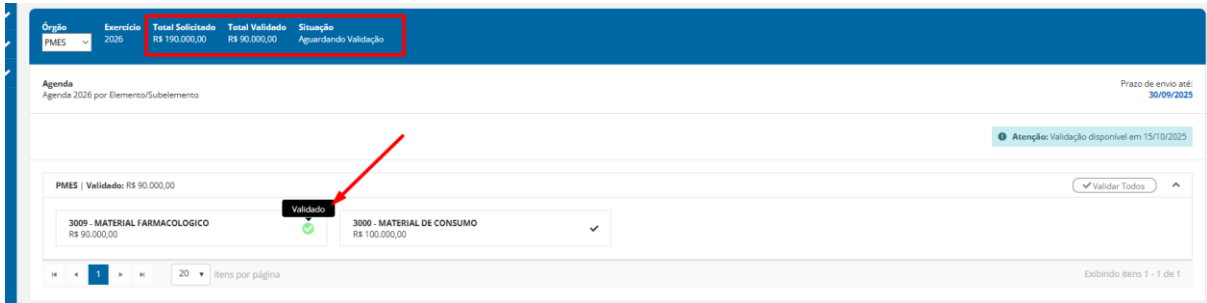 Órgão Exercício Total Solicitado Total Validado Situação
PMES 2026 R$ 190.000,00 R$ 90.000,00 Aguardando Validação
Agenda Prazo de envio até:
Agenda 2026 por Elemento/Subelemento 30/09/2025
Atenção: Validação disponível em 15/10/2025
PMES | Validado: R$ 90.000,00 Validar Todos
Validado
3009 - MATERIAL FARMACOLOGICO 3000 - MATERIAL DE CONSUMO
R$ 90.000,00 R$ 100.000,00
1 20 itens por página Exibindo itens 1 - 1 de 1